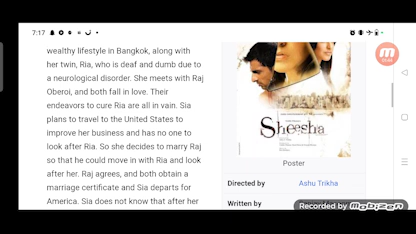 7:17
wealthy lifestyle in Bangkok, along with
her twin, Ria, who is deaf and dumb due to
a neurological disorder. She meets with Raj
Oberoi, and both fall in love. Their
endeavors to cure Ria are all in vain. Sia
plans to travel to the United States to
improve her business and has no one to
look after Ria. So she decides to marry Raj
so that he could move in with Ria and look
after her. Raj agrees, and both obtain a
marriage certificate and Sia departs for
America. Sia does not know that after her
Sheesha
Poster
Directed by Ashu Trikha
Written by
Recorded by MOBIZEN